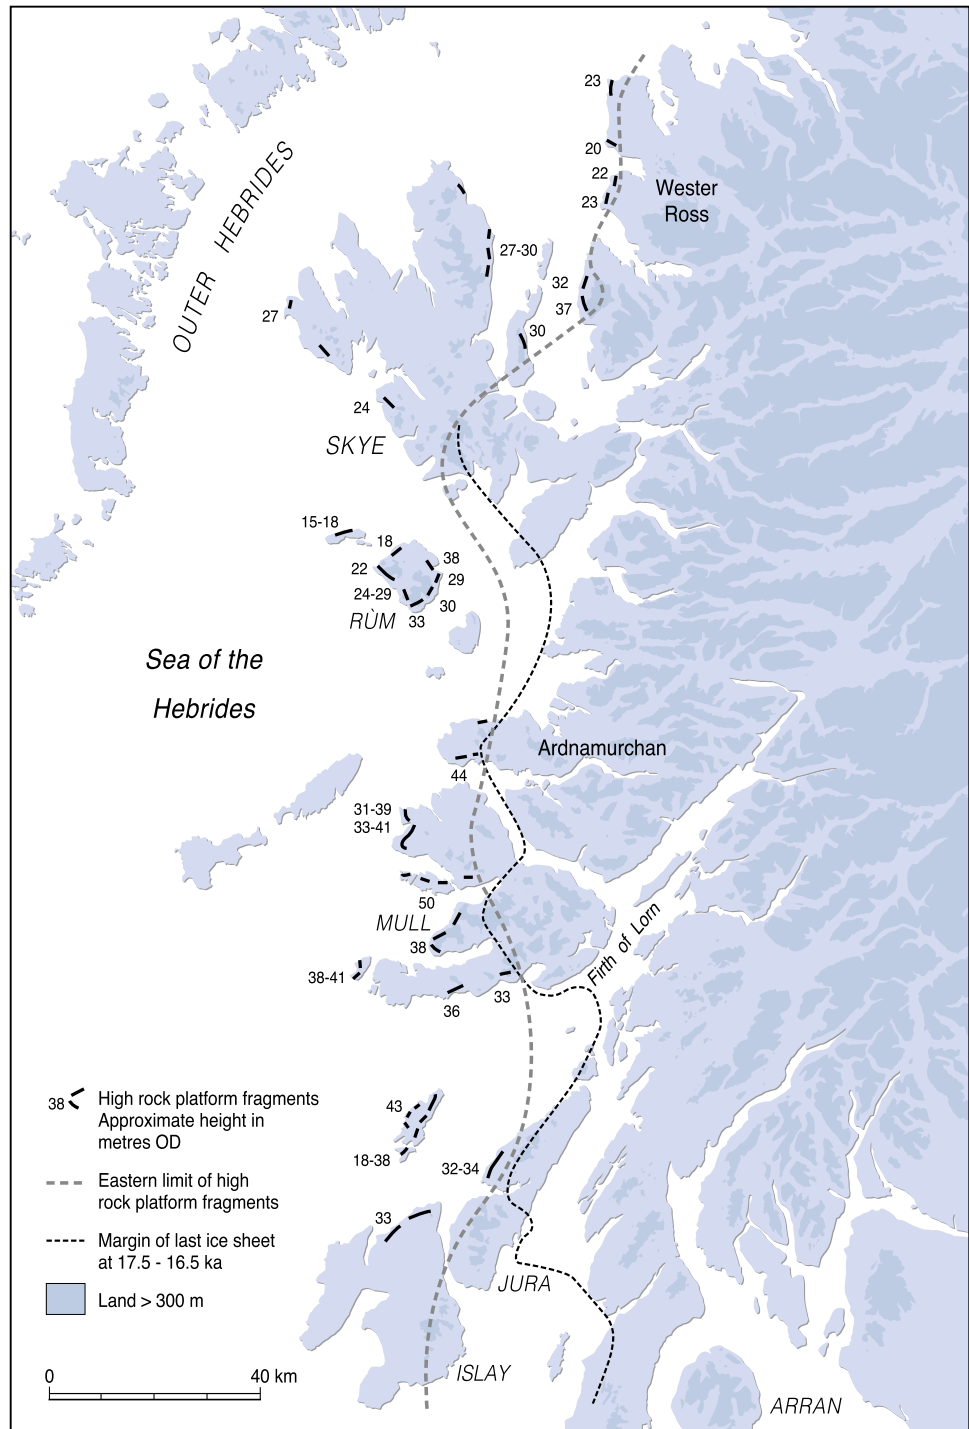 23
20
22
23
Wester
Ross
OUTER HEBRIDES
27-30
32
37
27
30
24
SKYE
15-18
18
38
22
29
24-29
30
RÙM
33
Sea of the
Hebrides
Ardnamurchan
44
31-39
33-41
50
MULL
38
Firth of Lorn
38-41
33
36
43
18-38
32-34
33
JURA
ISLAY
ARRAN
38
High rock platform fragments
Approximate height in
metres OD
Eastern limit of high
rock platform fragments
Margin of last ice sheet
at 17.5 - 16.5 ka
Land > 300 m
0 40 km